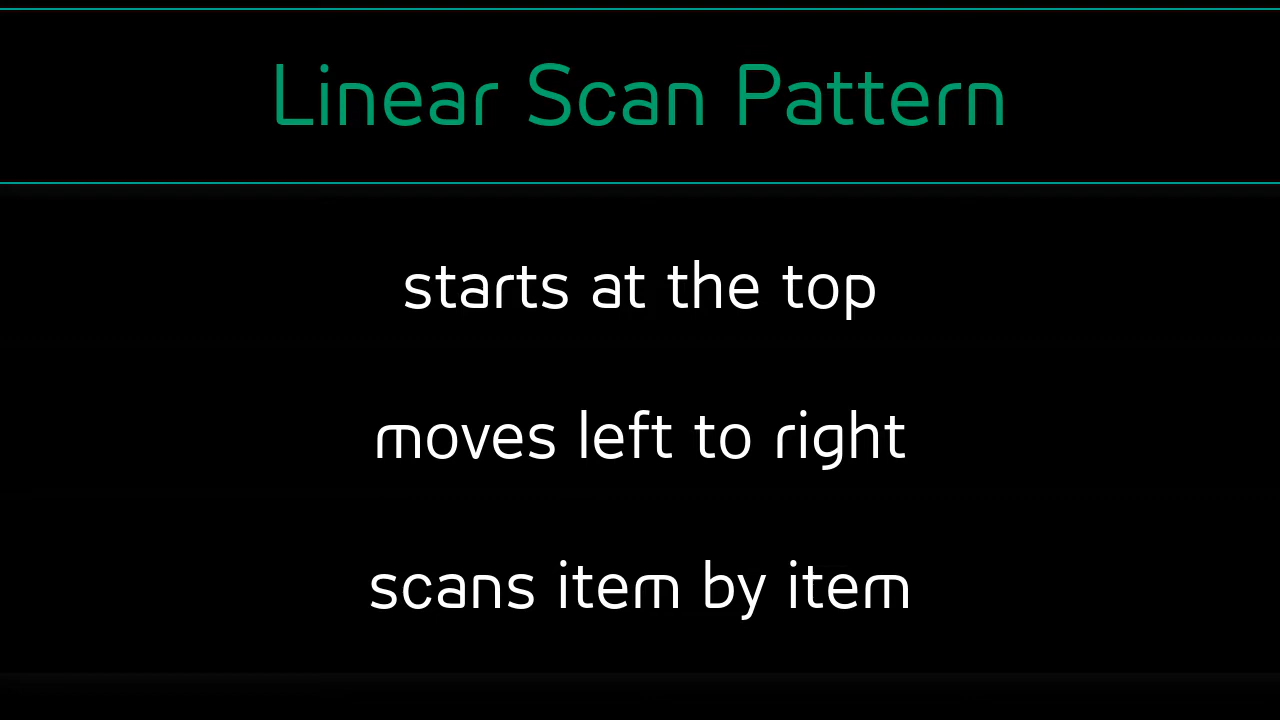 Linear Scan Pattern
starts at the top
moves left to right
scans item by item